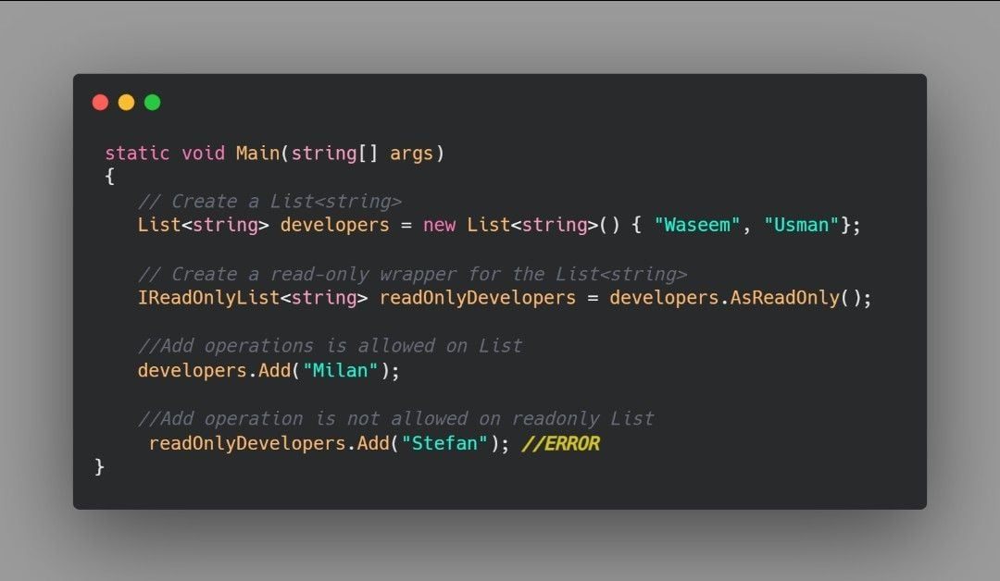 static void Main(string[] args)
{
// Create a List<string>
List<string> developers = new List<string>() { "Waseem", "Usman"};
// Create a read-only wrapper for the List<string>
IReadOnlyList<string> readOnlyDevelopers = developers.AsReadOnly();
//Add operations is allowed on List
developers.Add("Milan");
//Add operation is not allowed on readonly List
readOnlyDevelopers.Add("Stefan"); //ERROR
}